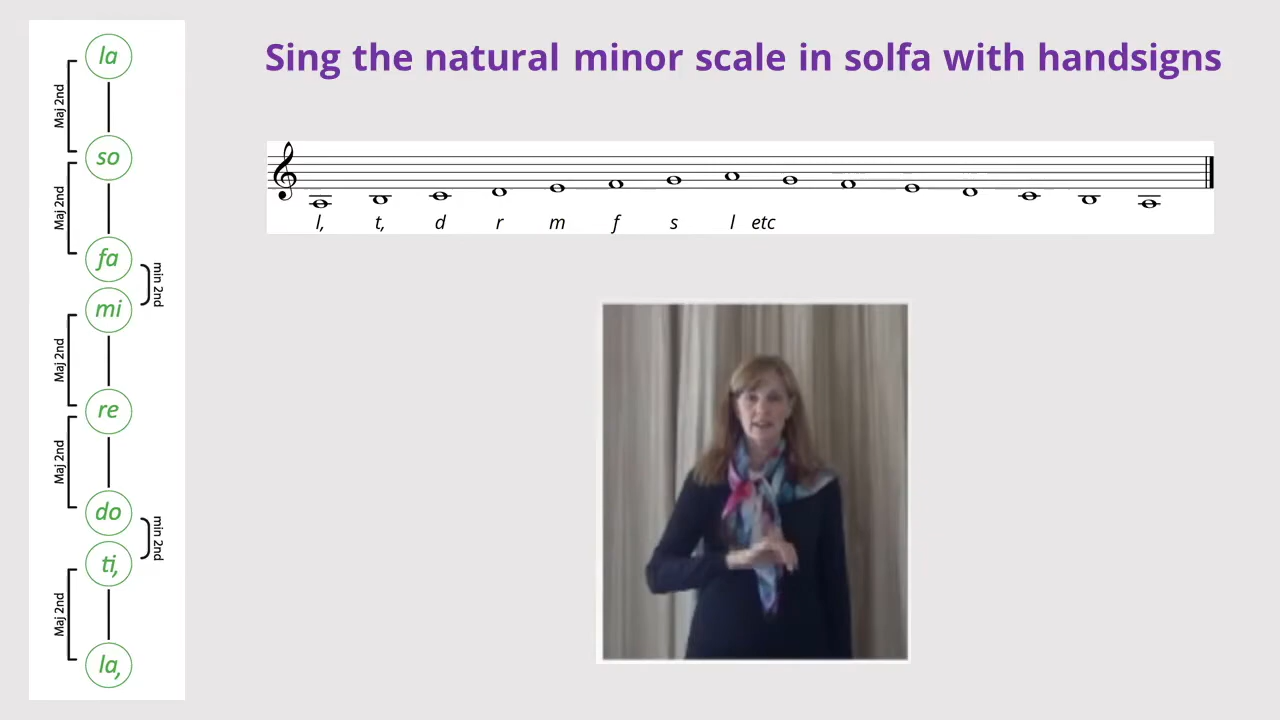 Sing the natural minor scale in solfa with handsigns
l, t, d r m f s l etc
la
Maj 2nd
so
Maj 2nd
fa
min 2nd
mi
Maj 2nd
re
Maj 2nd
do
min 2nd
ti,
Maj 2nd
la,